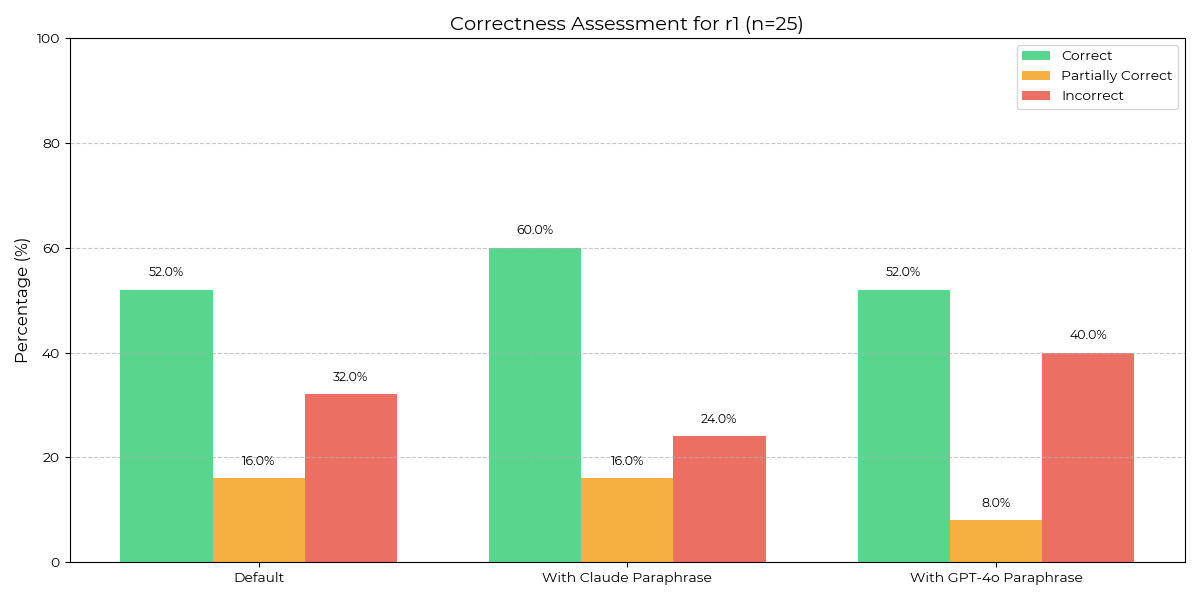 Correctness Assessment for r1 (n=25)
Percentage (%)
100
80
60
40
20
0
Correct
Partially Correct
Incorrect
52.0%
16.0%
32.0%
60.0%
16.0%
24.0%
52.0%
8.0%
40.0%
Default
With Claude Paraphrase
With GPT-4o Paraphrase